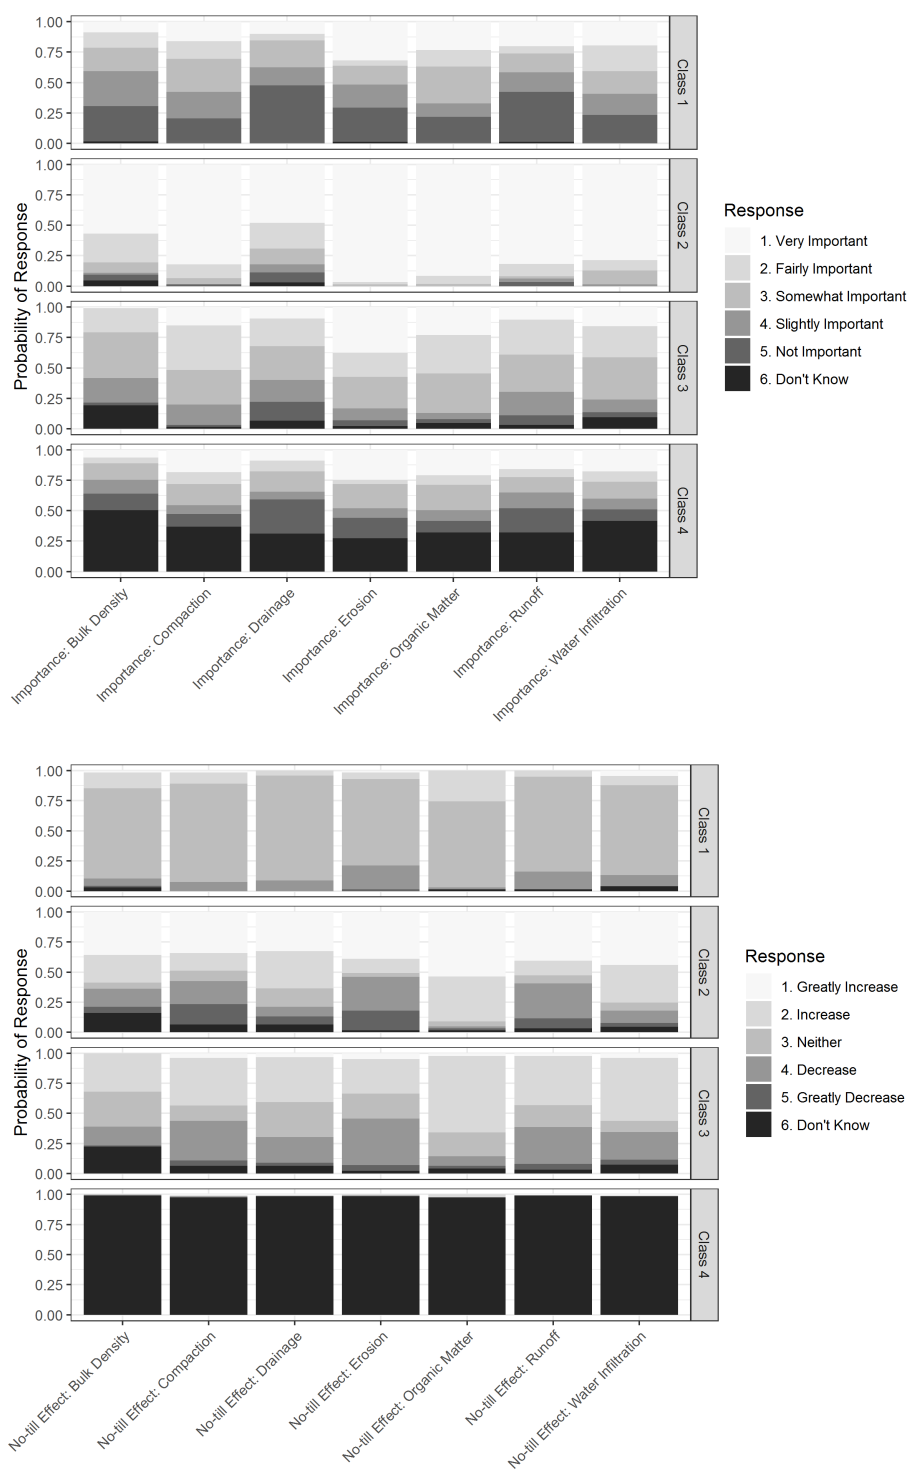 Probability of Response
1.00
0.75
0.50
0.25
0.00
Class 1
1.00
0.75
0.50
0.25
0.00
Class 2
1.00
0.75
0.50
0.25
0.00
Class 3
1.00
0.75
0.50
0.25
0.00
Class 4
Importance: Bulk Density
Importance: Compaction
Importance: Drainage
Importance: Erosion
Importance: Organic Matter
Importance: Runoff
Importance: Water Infiltration
Response
1. Very Important
2. Fairly Important
3. Somewhat Important
4. Slightly Important
5. Not Important
6. Don't Know
Probability of Response
1.00
0.75
0.50
0.25
0.00
Class 1
1.00
0.75
0.50
0.25
0.00
Class 2
1.00
0.75
0.50
0.25
0.00
Class 3
1.00
0.75
0.50
0.25
0.00
Class 4
No-till Effect: Bulk Density
No-till Effect: Compaction
No-till Effect: Drainage
No-till Effect: Erosion
No-till Effect: Organic Matter
No-till Effect: Runoff
No-till Effect: Water Infiltration
Response
1. Greatly Increase
2. Increase
3. Neither
4. Decrease
5. Greatly Decrease
6. Don't Know